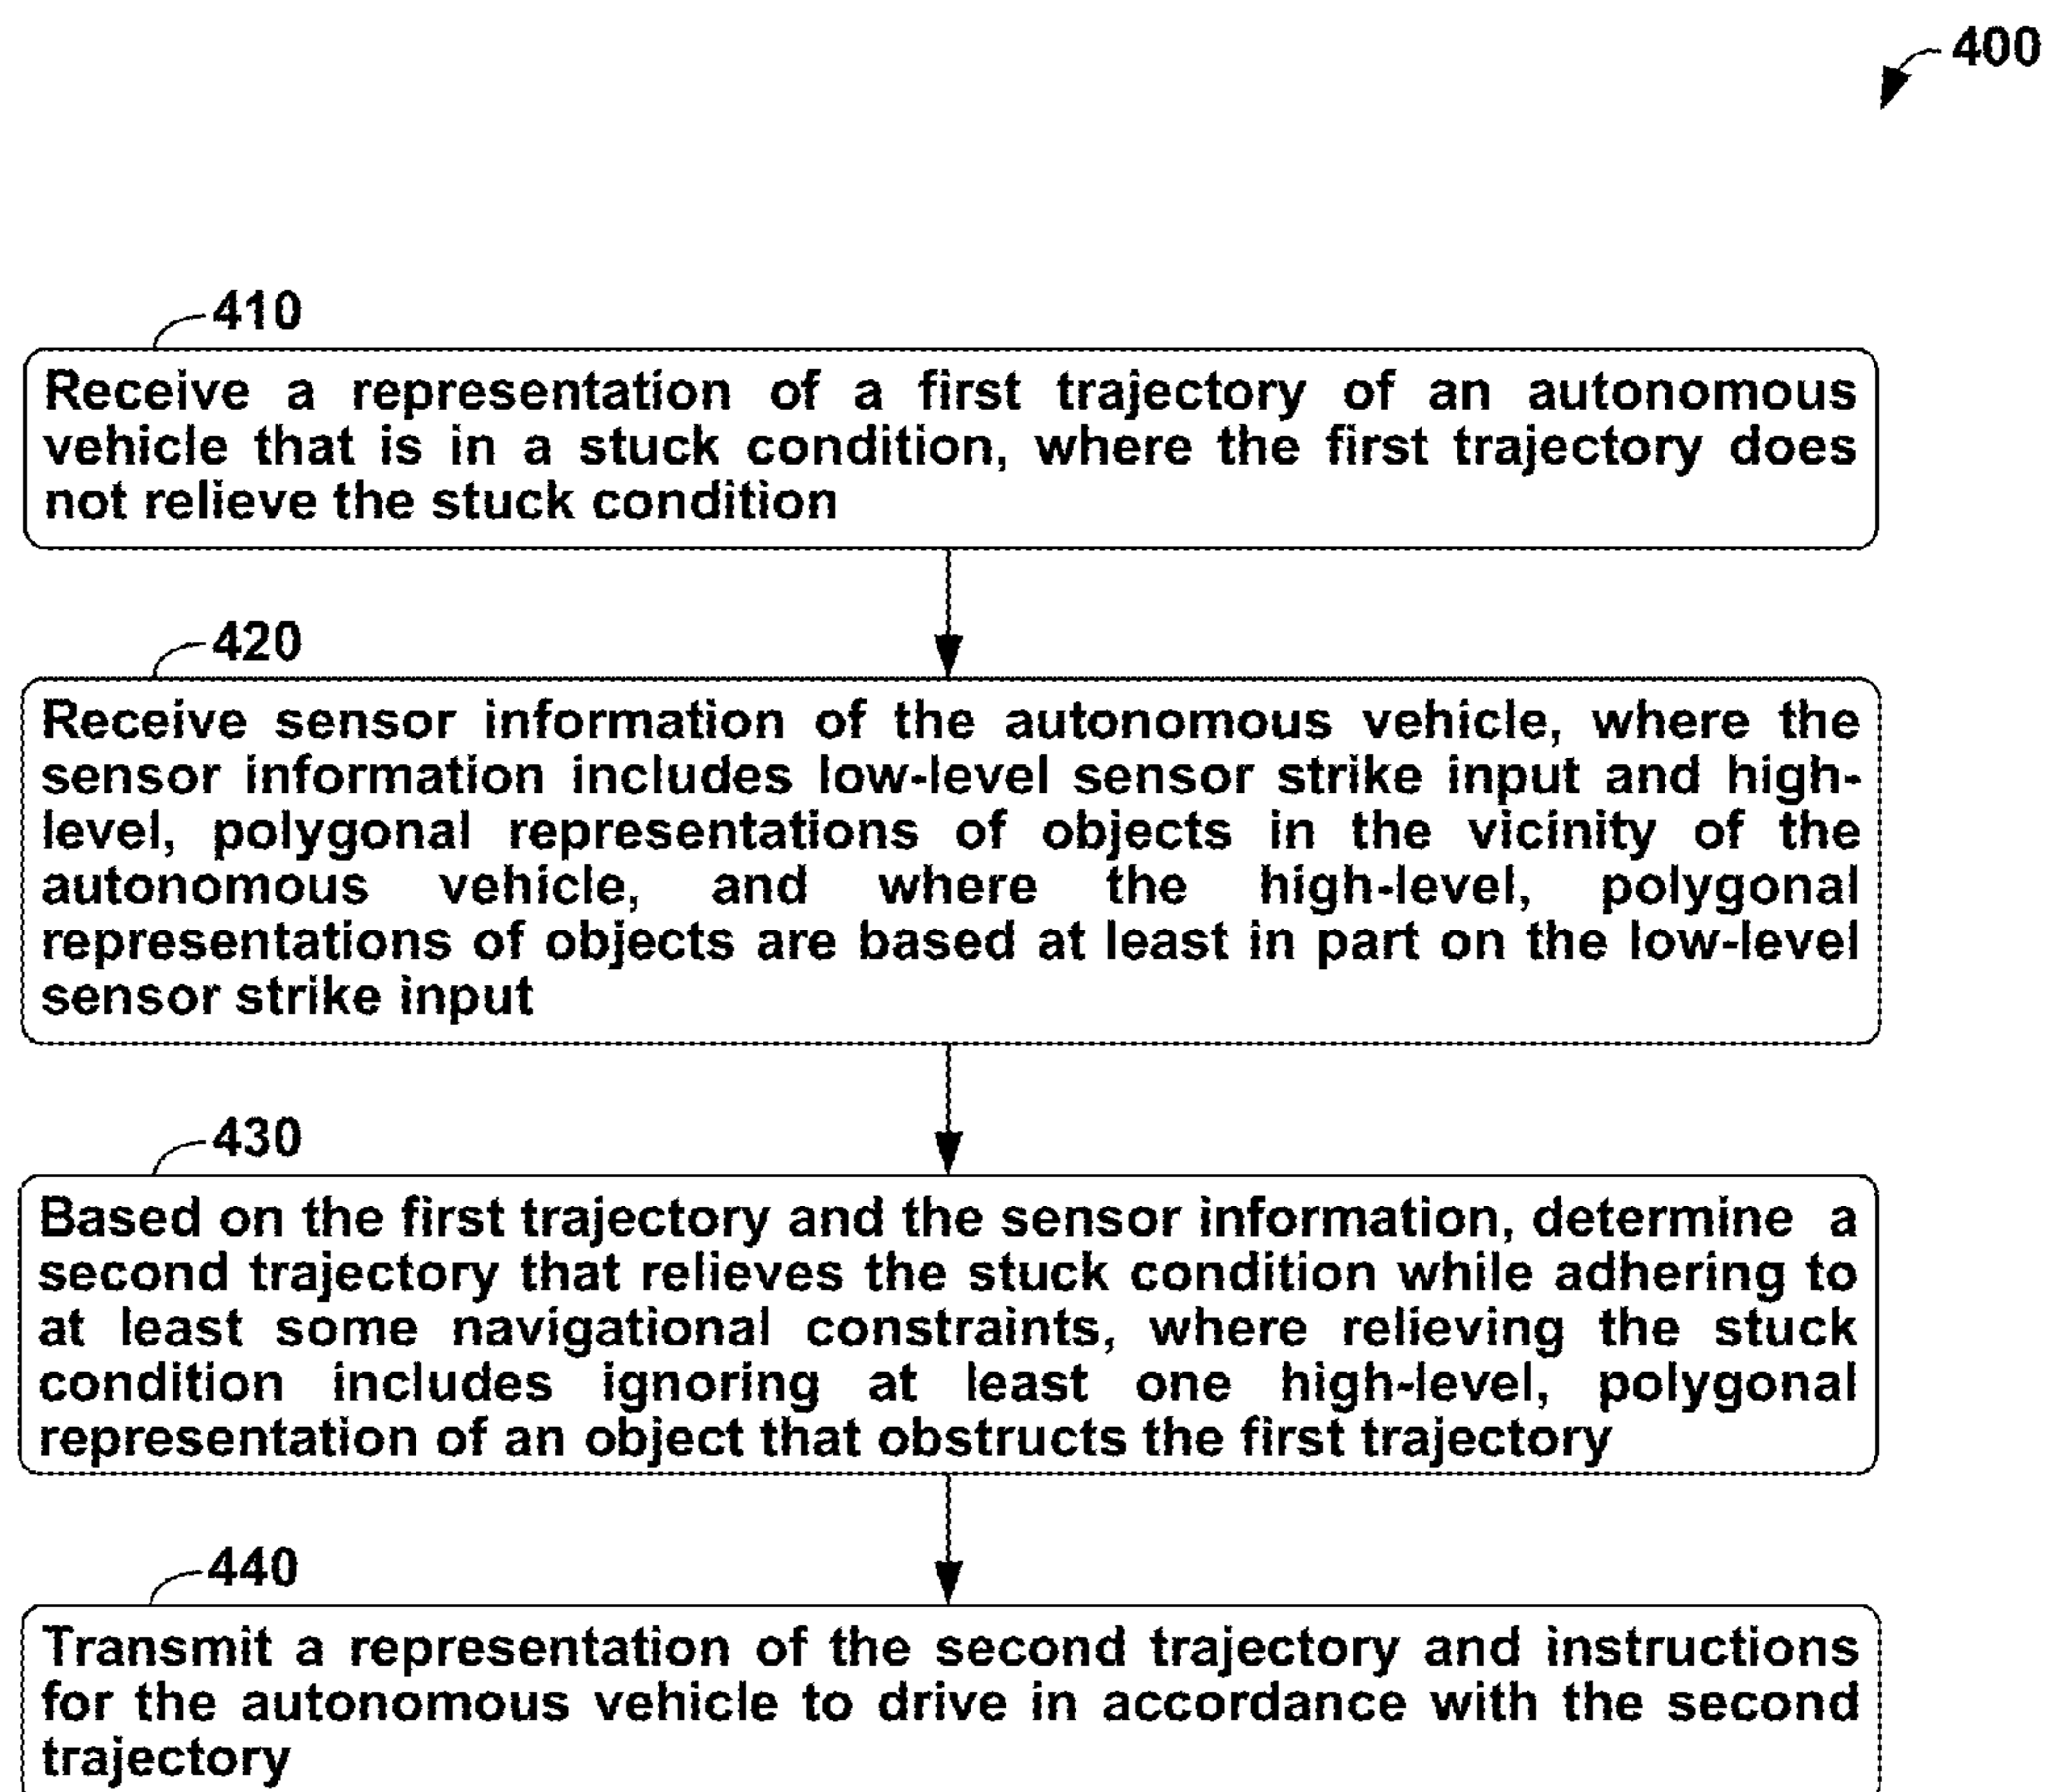 400
410
Receive a representation of a first trajectory of an autonomous
vehicle that is in a stuck condition, where the first trajectory does
not relieve the stuck condition
420
Receive sensor information of the autonomous vehicle, where the
sensor information includes low-level sensor strike input and high-
level, polygonal representations of objects in the vicinity of the
autonomous vehicle, and where the high-level, polygonal
representations of objects are based at least in part on the low-level
sensor strike input
430
Based on the first trajectory and the sensor information, determine a
second trajectory that relieves the stuck condition while adhering to
at least some navigational constraints, where relieving the stuck
condition includes ignoring at least one high-level, polygonal
representation of an object that obstructs the first trajectory
440
Transmit a representation of the second trajectory and instructions
for the autonomous vehicle to drive in accordance with the second
trajectory